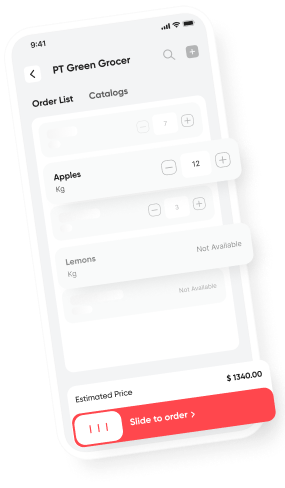 9:41
PT Green Grocer
Order List Catalogs
7
Apples
Kg
12
3
Lemons
Kg
Not Available
Not Available
Estimated Price
$ 1340.00
Slide to order